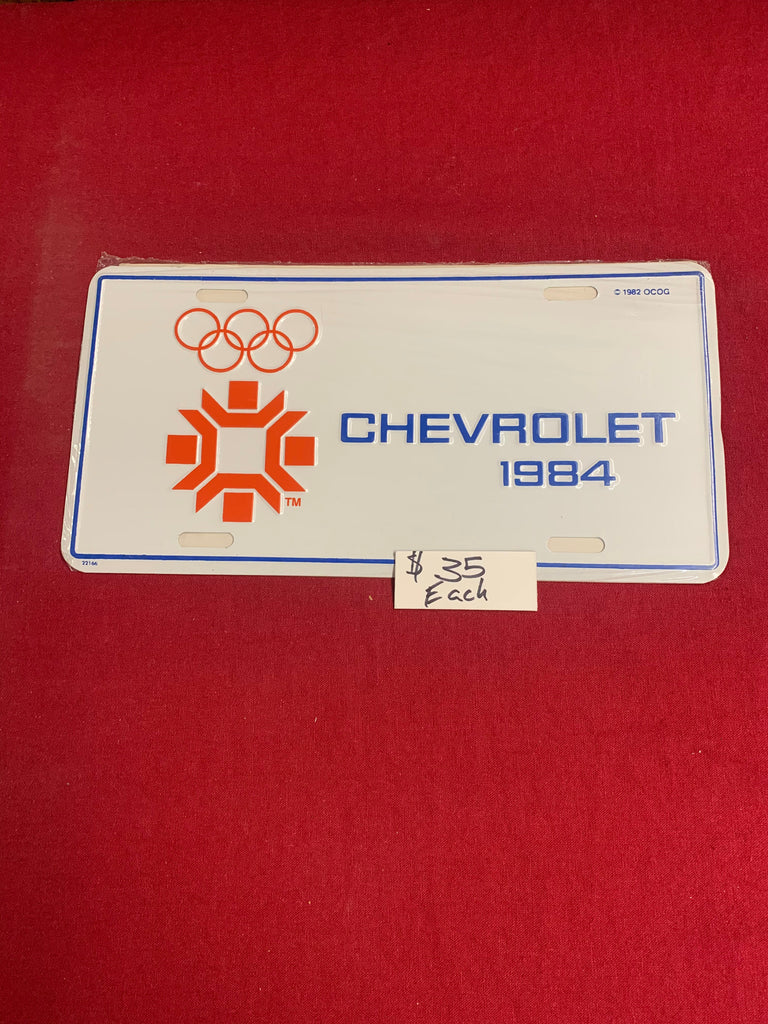 © 1982 OCOG
CHEVROLET
1984
TM
22166
$ 35
Each